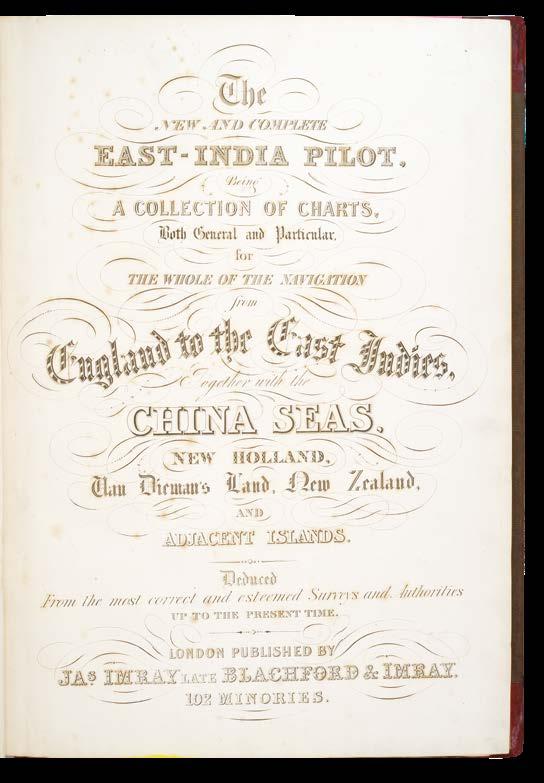 The
NEW AND COMPLETE
EAST-INDIA PILOT,
Being
A COLLECTION OF CHARTS,
Both General and Particular,
for
THE WHOLE OF THE NAVIGATION
from
England to the East Indies,
Together with the
CHINA SEAS,
NEW HOLLAND,
Van Dieman's Land, New Zealand,
AND
ADJACENT ISLANDS.
Deduced
From the most correct and esteemed Surveys and Authorities
UP TO THE PRESENT TIME.
LONDON PUBLISHED BY
JAS IMRAY LATE BLACHFORD & IMRAY.
102 MINORIES.